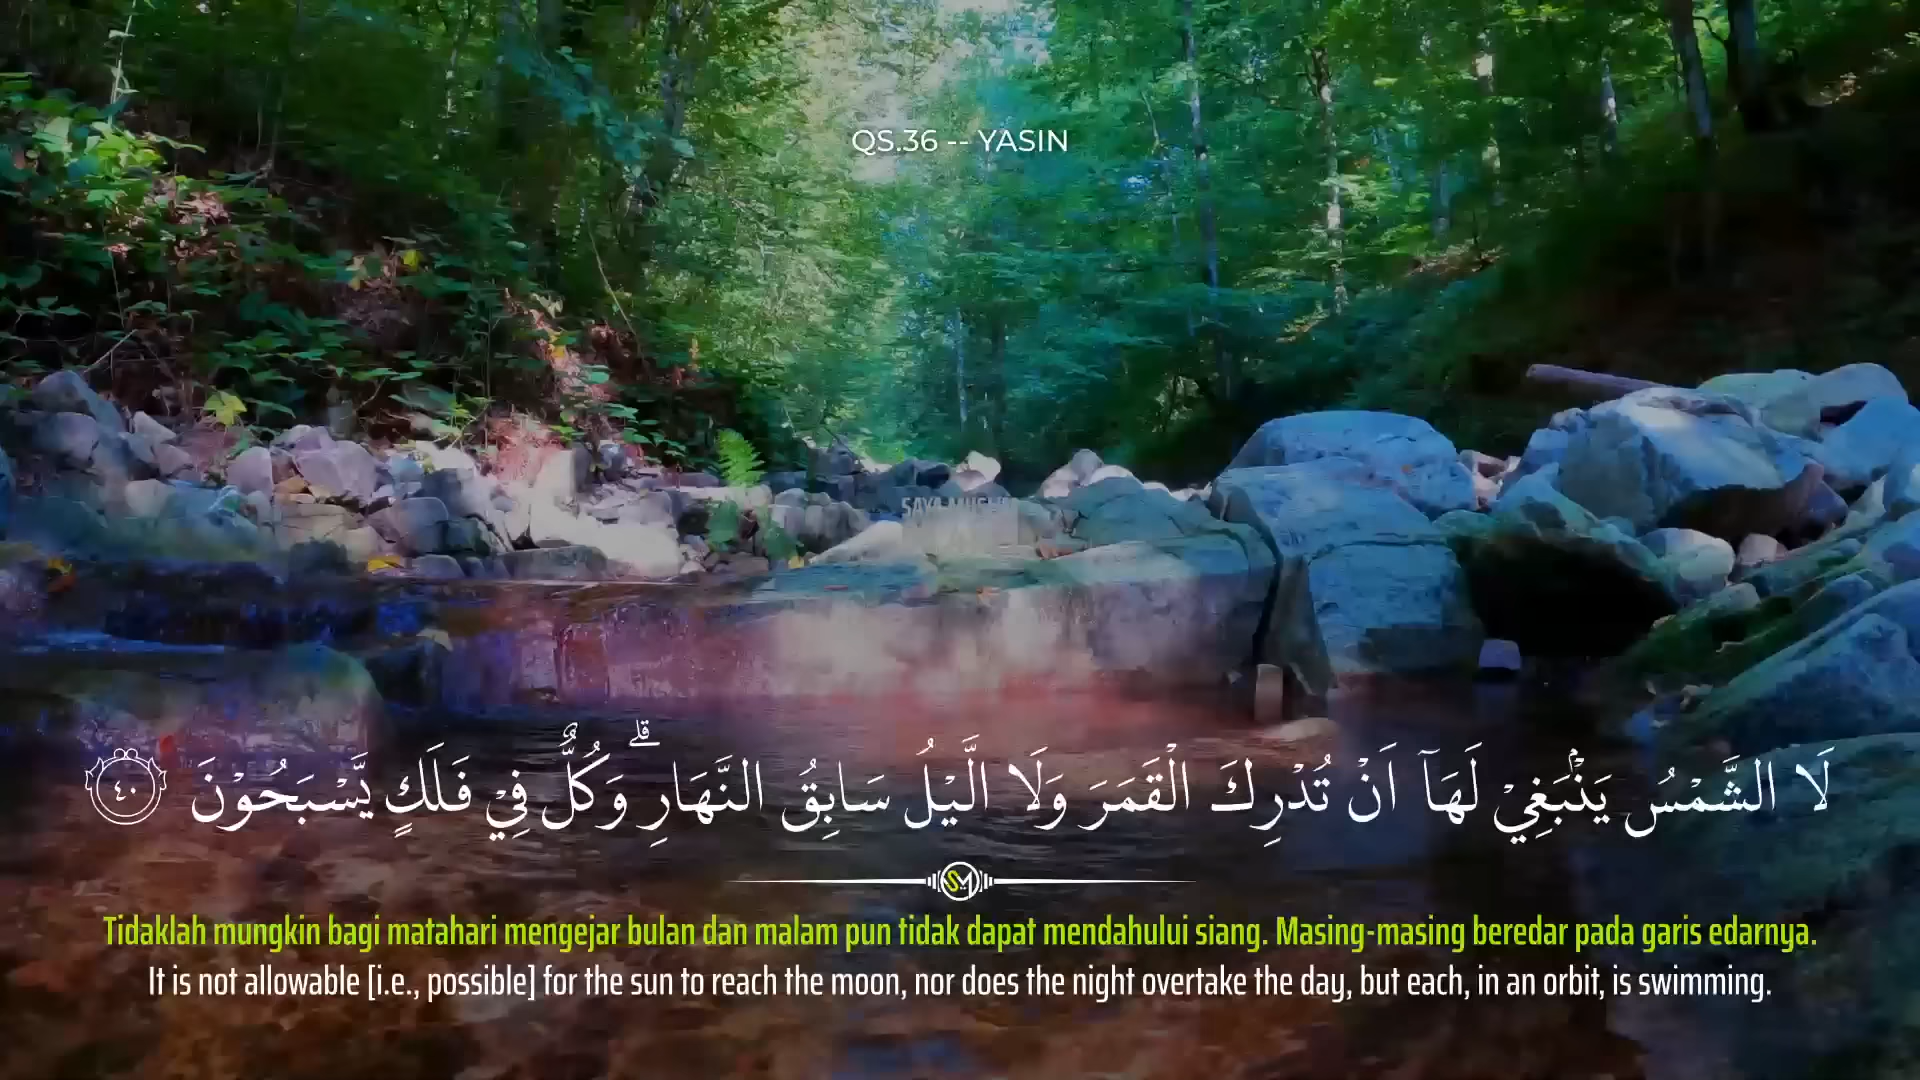 QS.36 -- YASIN
SAYA MUSLIM
لَا الشَّمْسُ يَنْۢبَغِيْ لَهَآ اَنْ تُدْرِكَ الْقَمَرَ وَلَا الَّيْلُ سَابِقُ النَّهَارِ ۗوَكُلٌّ فِيْ فَلَكٍ يَّسْبَحُوْنَ ٤٠
Tidaklah mungkin bagi matahari mengejar bulan dan malam pun tidak dapat mendahului siang. Masing-masing beredar pada garis edarnya.
It is not allowable [i.e., possible] for the sun to reach the moon, nor does the night overtake the day, but each, in an orbit, is swimming.